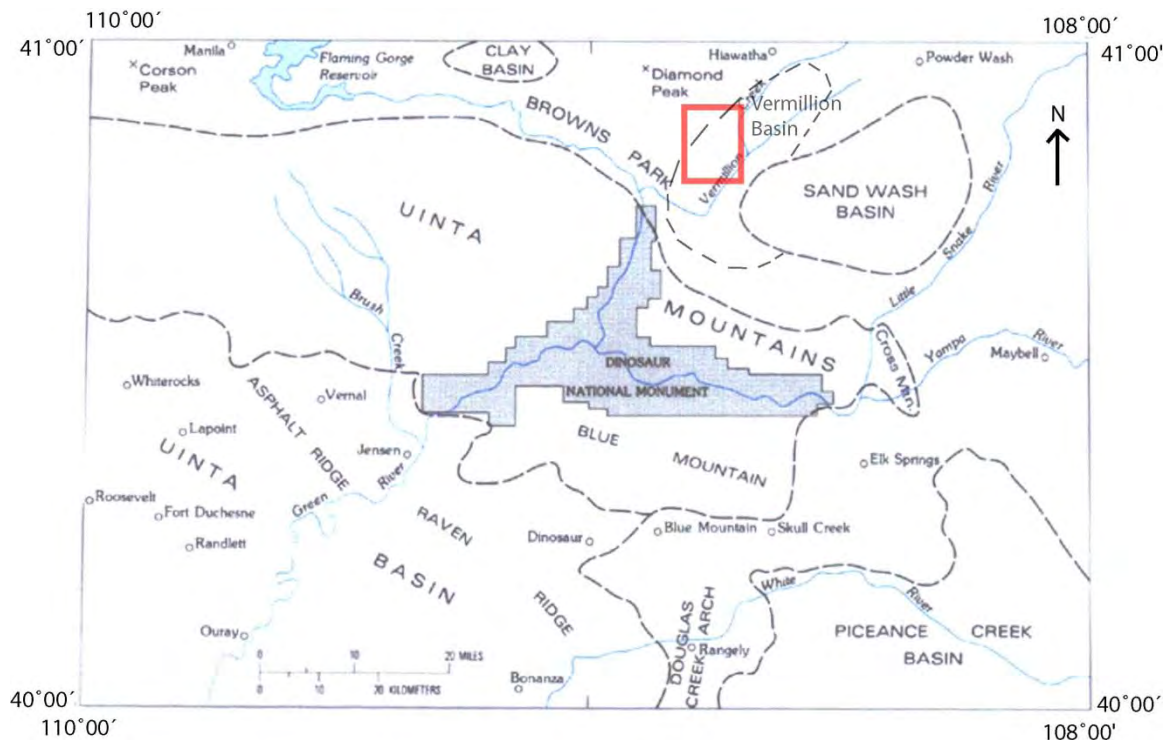 110°00´
108°00´
41°00´
41°00'
Manila
Corson
Peak
Flaming Gorge
Reservoir
CLAY
BASIN
Hiawatha
Diamond
Peak
Powder Wash
Vermillion
Basin
N
BROWNS PARK
Vermillion
Creek
SAND WASH
BASIN
UINTA
MOUNTAINS
Little
Snake
River
Brush
Creek
Cross Mtn.
Yampa
River
Maybell
DINOSAUR
NATIONAL MONUMENT
Whiterocks
Vernal
ASPHALT RIDGE
Lapoint
UINTA
BASIN
Jensen
BLUE
MOUNTAIN
Elk Springs
Roosevelt
Fort Duchesne
Randlett
Green
River
RAVEN
RIDGE
Dinosaur
Blue Mountain
Skull Creek
White
River
Ouray
DOUGLAS
CREEK ARCH
Rangely
PICEANCE CREEK
BASIN
Bonanza
0 10 20 MILES
0 10 20 KILOMETERS
40°00´
40°00´
110°00´
108°00'